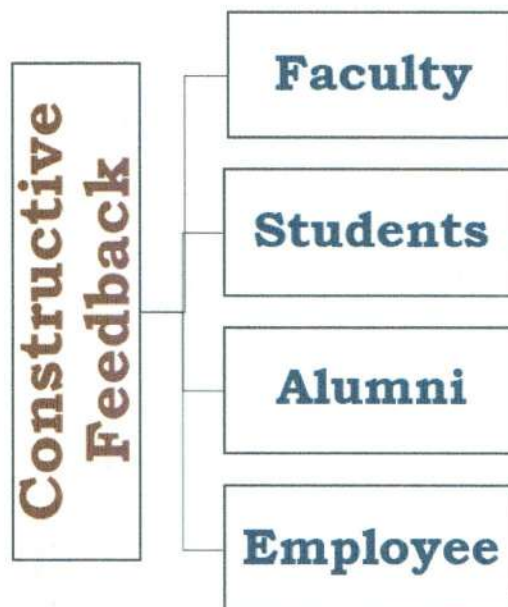 Constructive
Feedback
Faculty
Students
Alumni
Employee